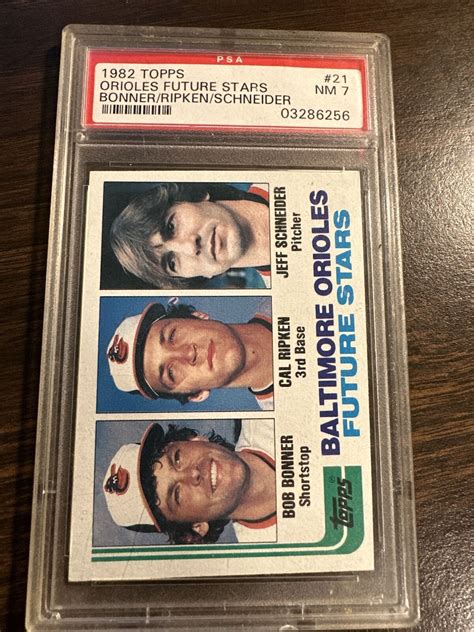 PSA
1982 TOPPS
#21
ORIOLES FUTURE STARS
NM 7
BONNER/RIPKEN/SCHNEIDER
03286256
BOB BONNER
Shortstop
CAL RIPKEN
3rd Base
JEFF SCHNEIDER
Pitcher
BALTIMORE ORIOLES
FUTURE STARS
TOPPS